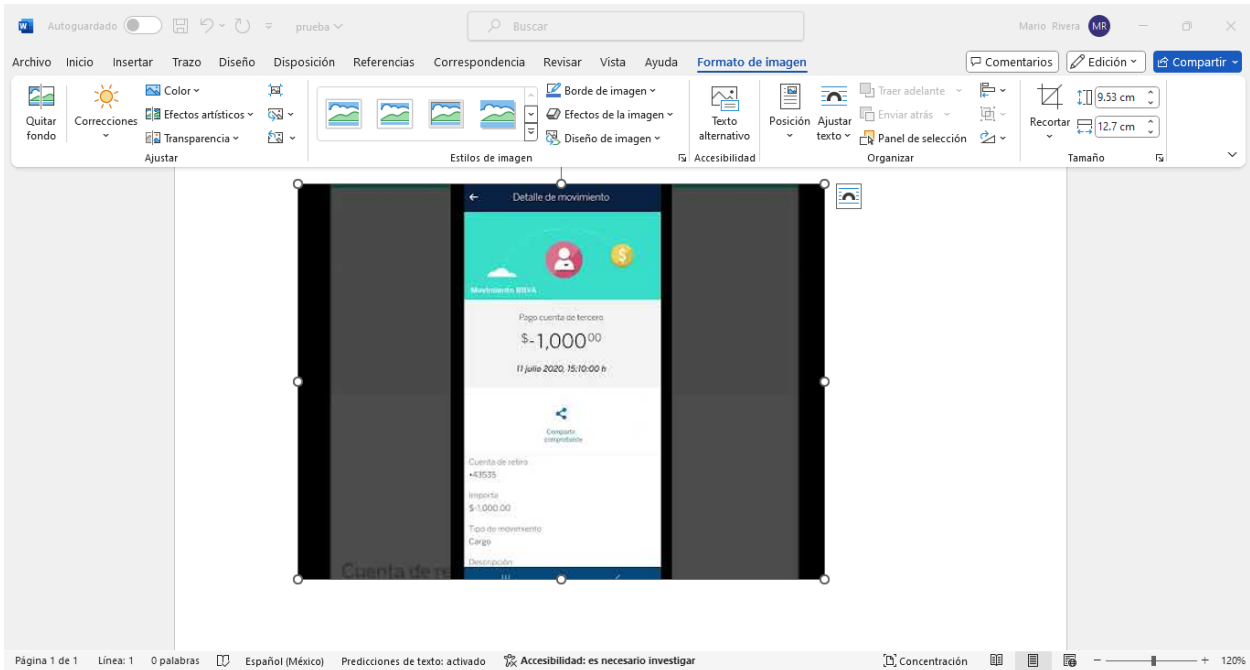 Autoguardado
prueba
Buscar
Mario Rivera MR
Archivo Inicio Insertar Trazo Diseño Disposición Referencias Correspondencia Revisar Vista Ayuda Formato de imagen
Comentarios Edición Compartir
Quitar fondo
Correcciones
Color
Efectos artísticos
Transparencia
Ajustar
Estilos de imagen
Borde de imagen
Efectos de la imagen
Diseño de imagen
Texto alternativo
Accesibilidad
Posición
Ajustar texto
Traer adelante
Enviar atrás
Panel de selección
Organizar
Recortar
9.53 cm
12.7 cm
Tamaño
Detalle de movimiento
$
Movimiento BBVA
Pago cuenta de tercero
$-1,000.00
11 julio 2020, 15:10:00 h
Comparte
comprobante
Cuenta de retiro
•43535
Importe
$-1,000.00
Tipo de movimiento
Cargo
Descripción
Cuenta de re
Página 1 de 1 Línea: 1 0 palabras Español (México) Predicciones de texto: activado Accesibilidad: es necesario investigar Concentración 120%